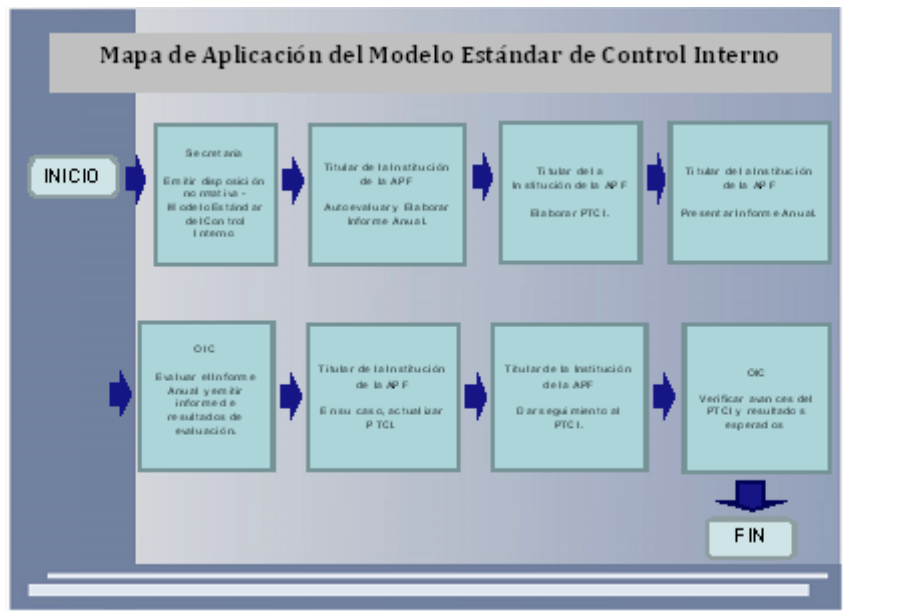 Mapa de Aplicación del Modelo Estándar de Control Interno
INICIO
Secretaría
Emitir disposición
normativa -
Modelo Estándar
del Control
Interno
Titular de la Institución
de la APF
Autoevaluar y Elaborar
Informe Anual.
Titular de la
Institución de la APF
Elaborar PTCI.
Titular de la Institución
de la APF
Presentar Informe Anual.
OIC
Evaluar el Informe
Anual y emitir
informe de
resultados de
evaluación.
Titular de la Institución
de la APF
En su caso, actualizar
PTCI.
Titular de la Institución
de la APF
Dar seguimiento al
PTCI.
OIC
Verificar avances del
PTCI y resultados
esperados
FIN